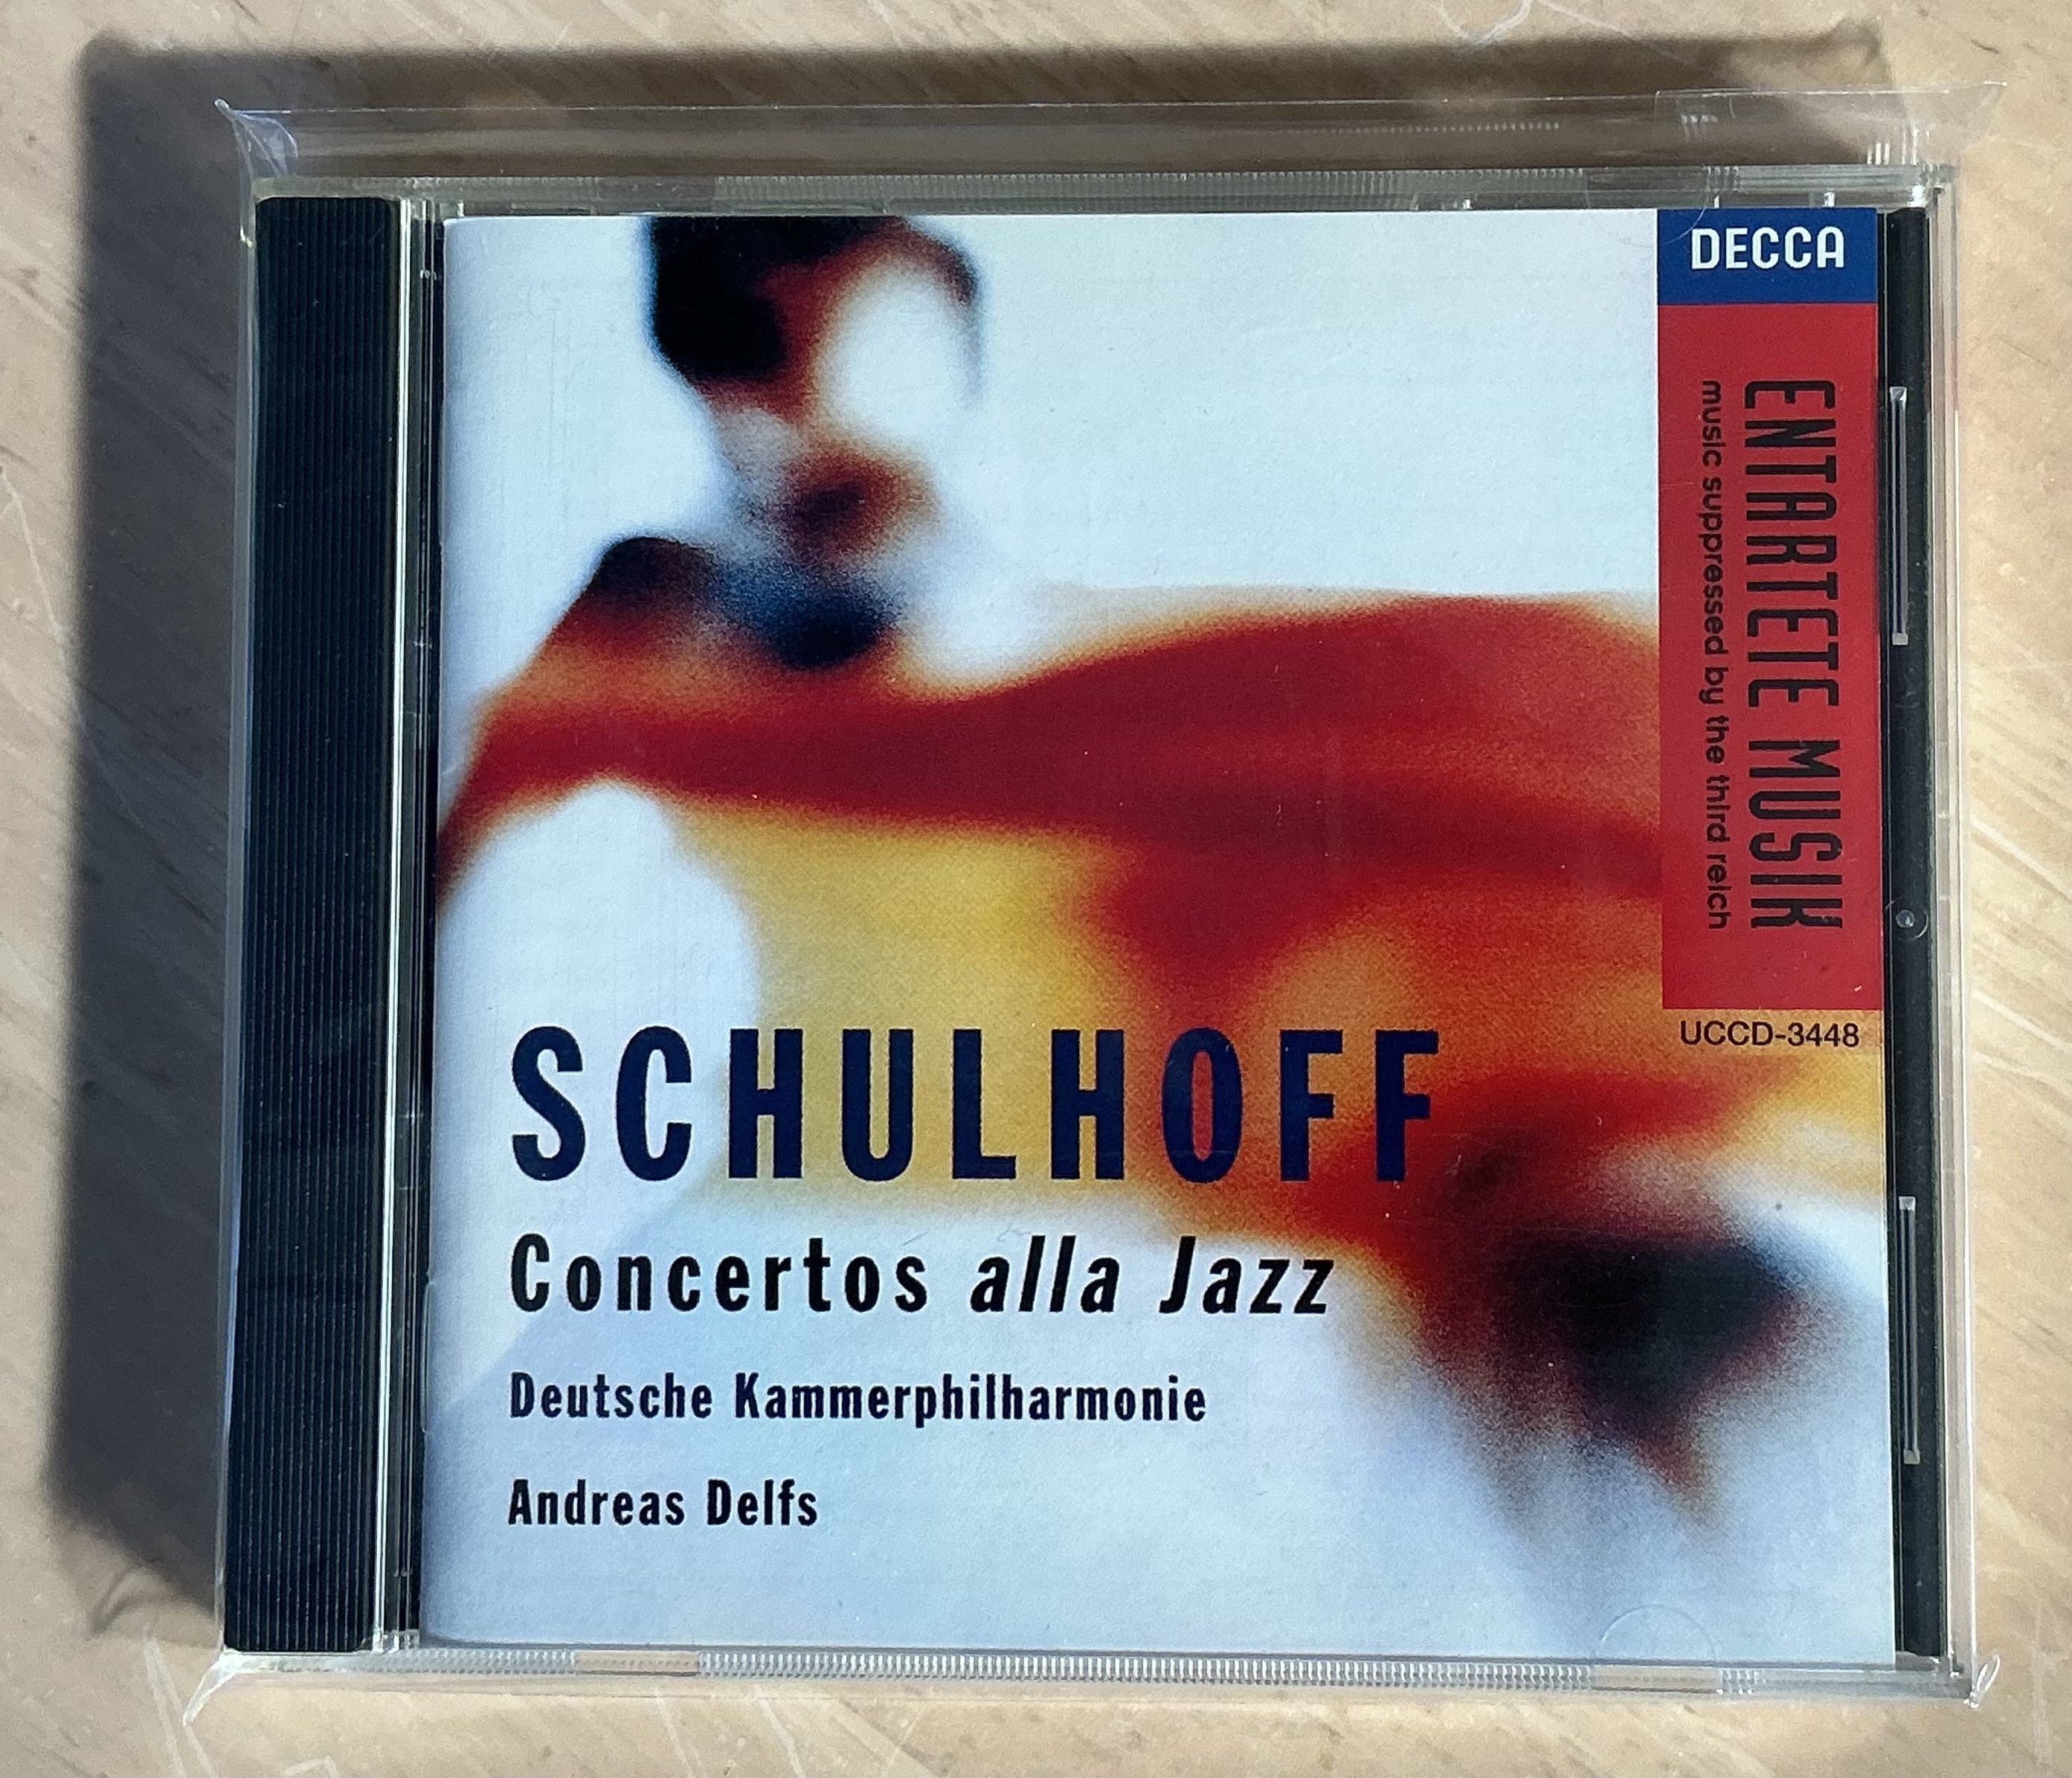 DECCA
ENTARTETE MUSIK
music suppressed by the third reich
UCCD-3448
SCHULHOFF
Concertos alla Jazz
Deutsche Kammerphilharmonie
Andreas Delfs